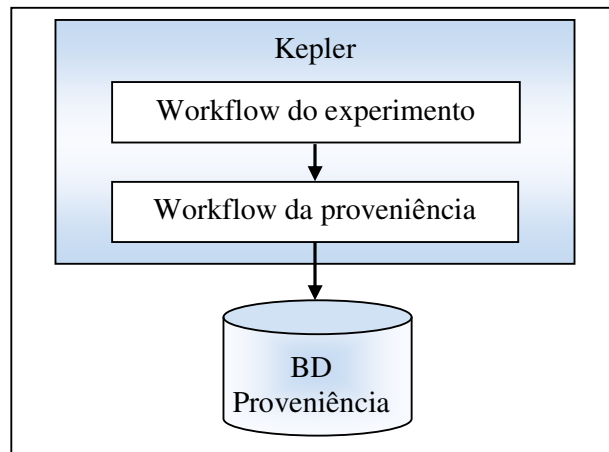 Kepler
Workflow do experimento
Workflow da proveniência
BD
Proveniência